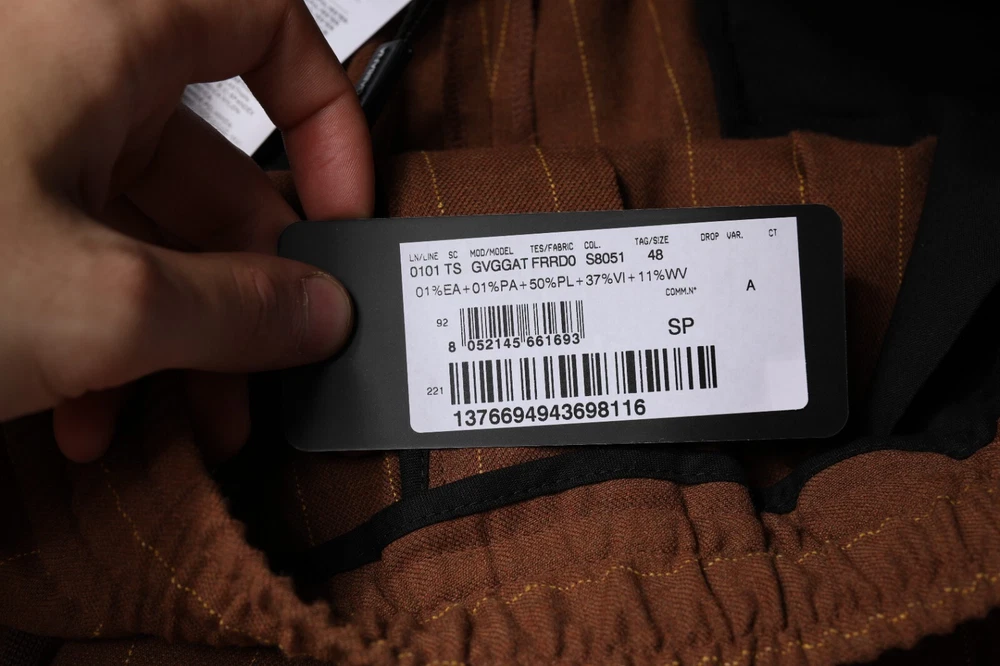 LN/LINE SC MOD/MODEL TES/FABRIC COL. TAG/SIZE DROP VAR. CT
0101 TS GVGGAT FRRD0 S8051 48
01%EA+01%PA+50%PL+37%VI+11%WV
COMM.N° A
92 SP
8 052145 661693
221
1376694943698116